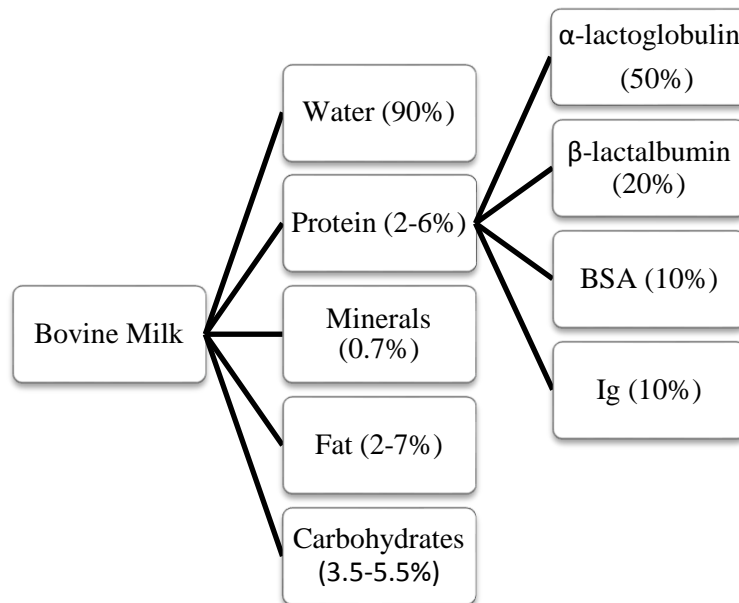 Bovine Milk
Water (90%)
Protein (2-6%)
Minerals
(0.7%)
Fat (2-7%)
Carbohydrates
(3.5-5.5%)
α-lactoglobulin
(50%)
β-lactalbumin
(20%)
BSA (10%)
Ig (10%)